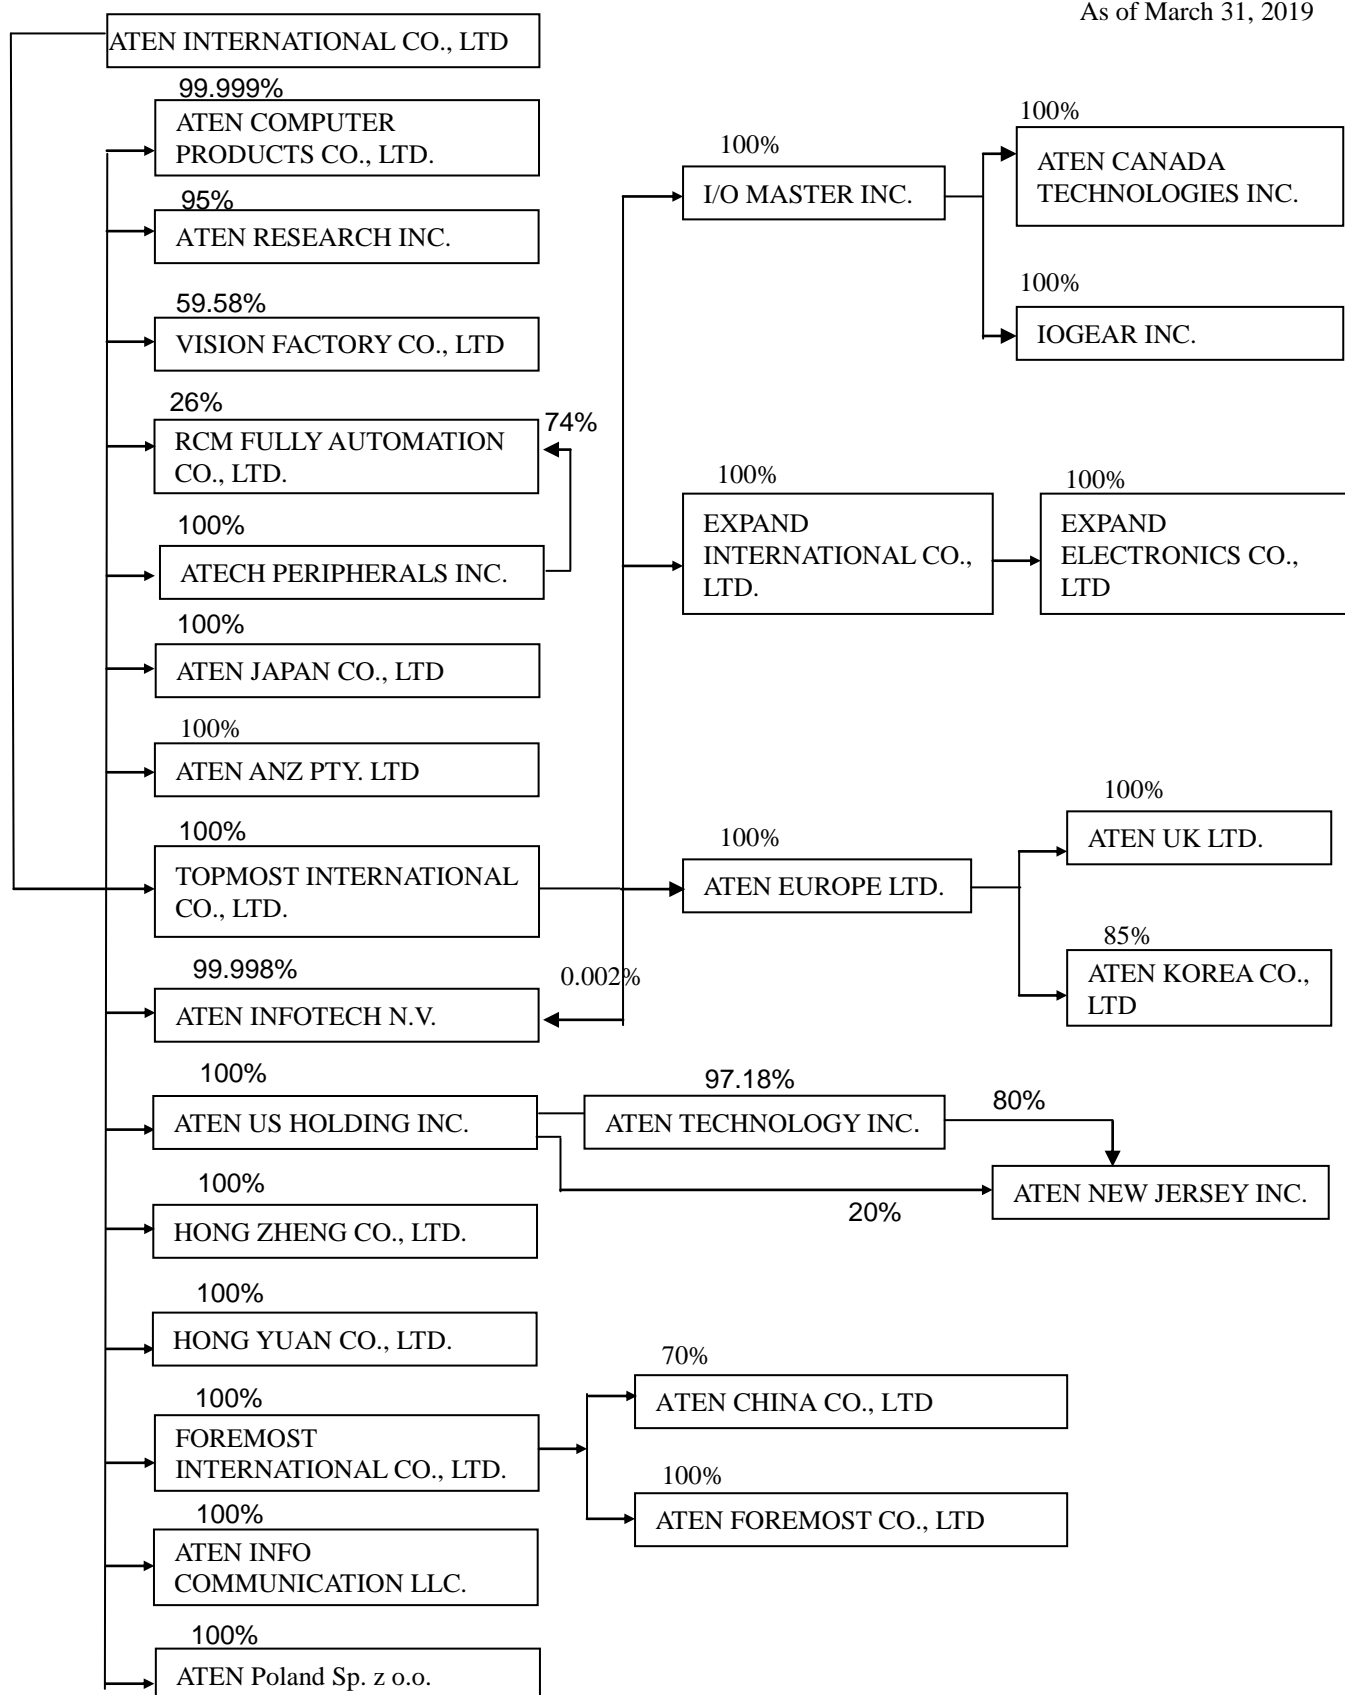 As of March 31, 2019
ATEN INTERNATIONAL CO., LTD
99.999%
ATEN COMPUTER
PRODUCTS CO., LTD.
95%
ATEN RESEARCH INC.
59.58%
VISION FACTORY CO., LTD
26%
RCM FULLY AUTOMATION
CO., LTD.
74%
100%
ATECH PERIPHERALS INC.
100%
ATEN JAPAN CO., LTD
100%
ATEN ANZ PTY. LTD
100%
TOPMOST INTERNATIONAL
CO., LTD.
99.998%
ATEN INFOTECH N.V.
0.002%
100%
I/O MASTER INC.
100%
ATEN CANADA
TECHNOLOGIES INC.
100%
IOGEAR INC.
100%
EXPAND
INTERNATIONAL CO.,
LTD.
100%
EXPAND
ELECTRONICS CO.,
LTD
100%
ATEN EUROPE LTD.
100%
ATEN UK LTD.
85%
ATEN KOREA CO.,
LTD
100%
ATEN US HOLDING INC.
97.18%
ATEN TECHNOLOGY INC.
80%
ATEN NEW JERSEY INC.
20%
100%
HONG ZHENG CO., LTD.
100%
HONG YUAN CO., LTD.
100%
FOREMOST
INTERNATIONAL CO., LTD.
70%
ATEN CHINA CO., LTD
100%
ATEN FOREMOST CO., LTD
100%
ATEN INFO
COMMUNICATION LLC.
100%
ATEN Poland Sp. z o.o.